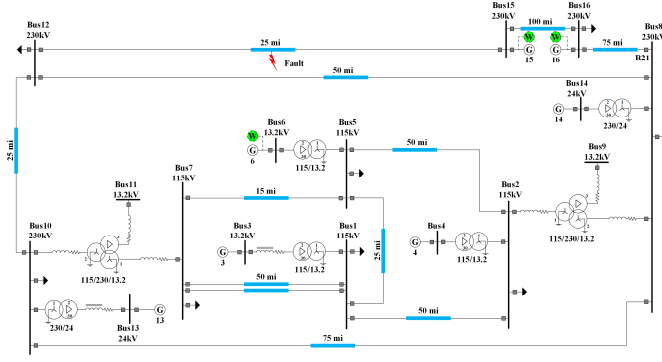 Bus12
230kV
25 mi
Fault
Bus15
230kV
100 mi
Bus16
230kV
W
W
G
15
G
16
75 mi
Bus8
230kV
R21
50 mi
Bus14
24kV
G
14
230/24
25 mi
W
Bus6
13.2kV
G
6
115/13.2
Bus5
115kV
50 mi
Bus9
13.2kV
Bus11
13.2kV
Bus7
115kV
15 mi
Bus2
115kV
115/230/13.2
Bus10
230kV
115/230/13.2
Bus3
13.2kV
G
3
115/13.2
Bus1
115kV
25 mi
Bus4
G
4
115/13.2
50 mi
50 mi
230/24
Bus13
24kV
G
13
75 mi